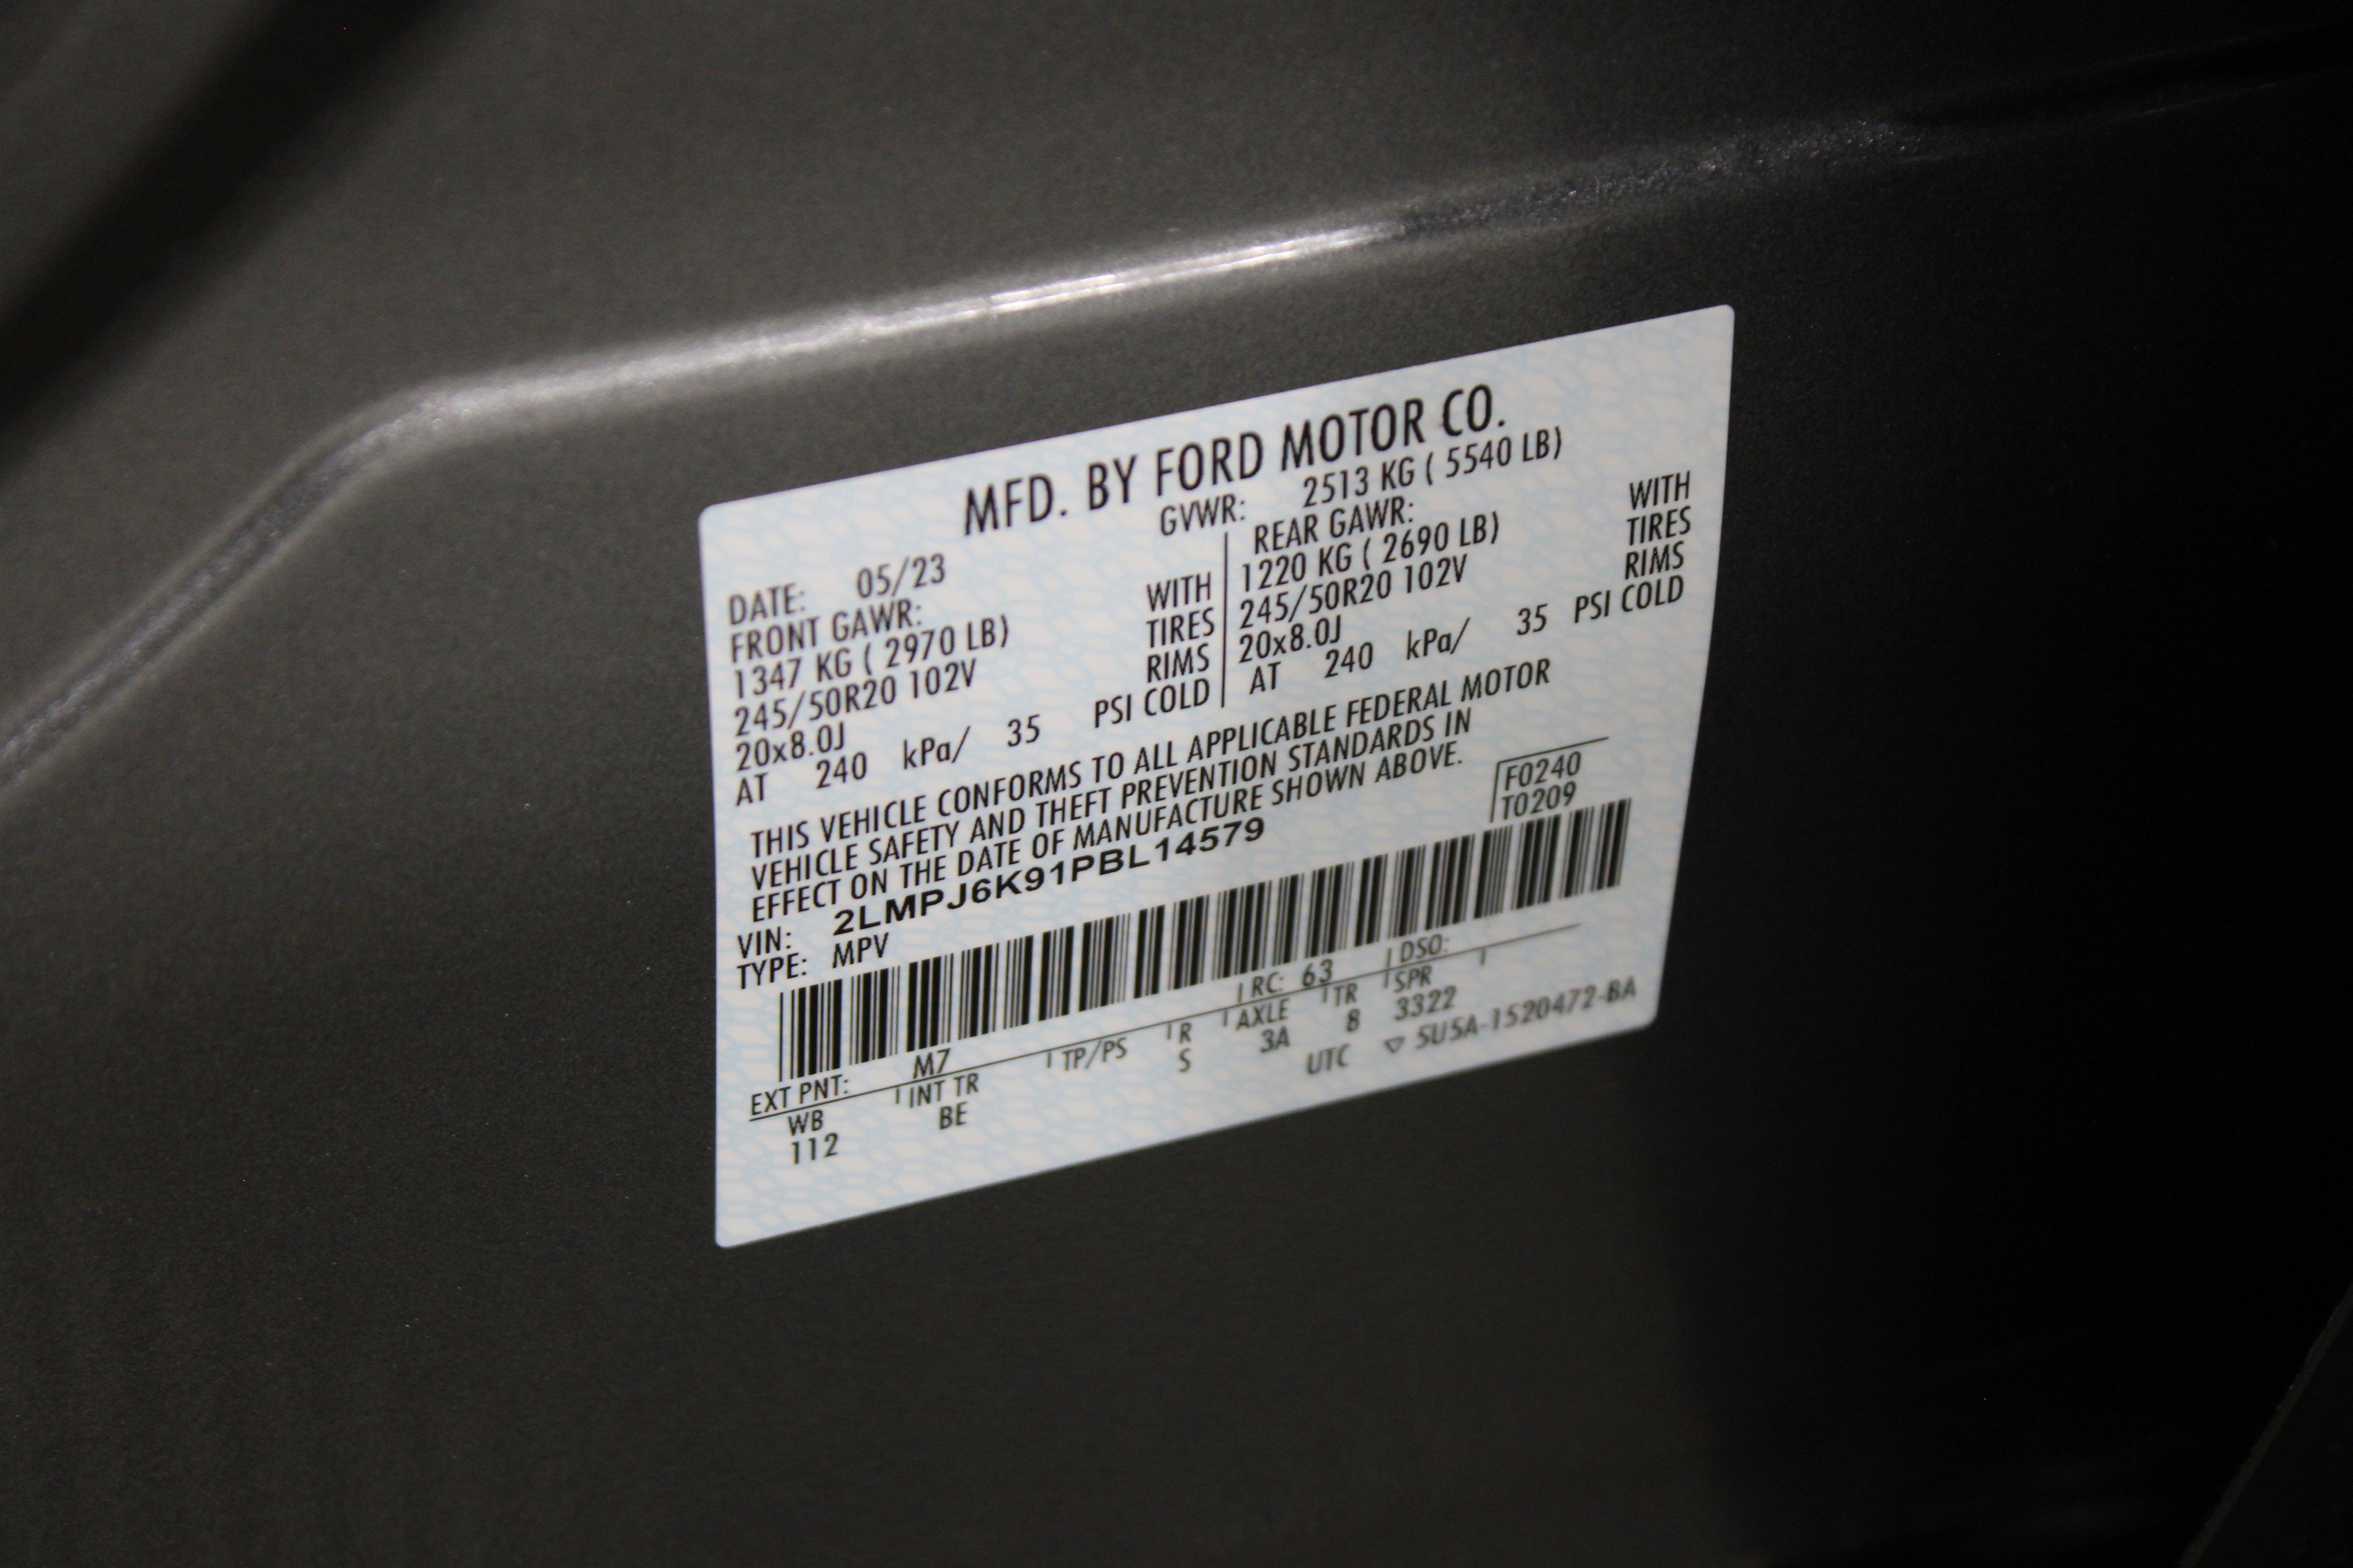 MFD. BY FORD MOTOR CO.
DATE: 05/23 GVWR: 2513 KG ( 5540 LB)
FRONT GAWR: REAR GAWR:
1347 KG ( 2970 LB) WITH 1220 KG ( 2690 LB) WITH
245/50R20 102V TIRES 245/50R20 102V TIRES
20x8.0J RIMS 20x8.0J RIMS
AT 240 kPa/ 35 PSI COLD AT 240 kPa/ 35 PSI COLD
THIS VEHICLE CONFORMS TO ALL APPLICABLE FEDERAL MOTOR
VEHICLE SAFETY AND THEFT PREVENTION STANDARDS IN
EFFECT ON THE DATE OF MANUFACTURE SHOWN ABOVE.
VIN: 2LMPJ6K91PBL14579 F0240
TYPE: MPV T0209
EXT PNT: M7 RC: 63 DSO:
WB INT TR TP/PS R AXLE TR SPR
112 BE S 3A 8 3322
UTC ▽ 5U5A-1520472-BA